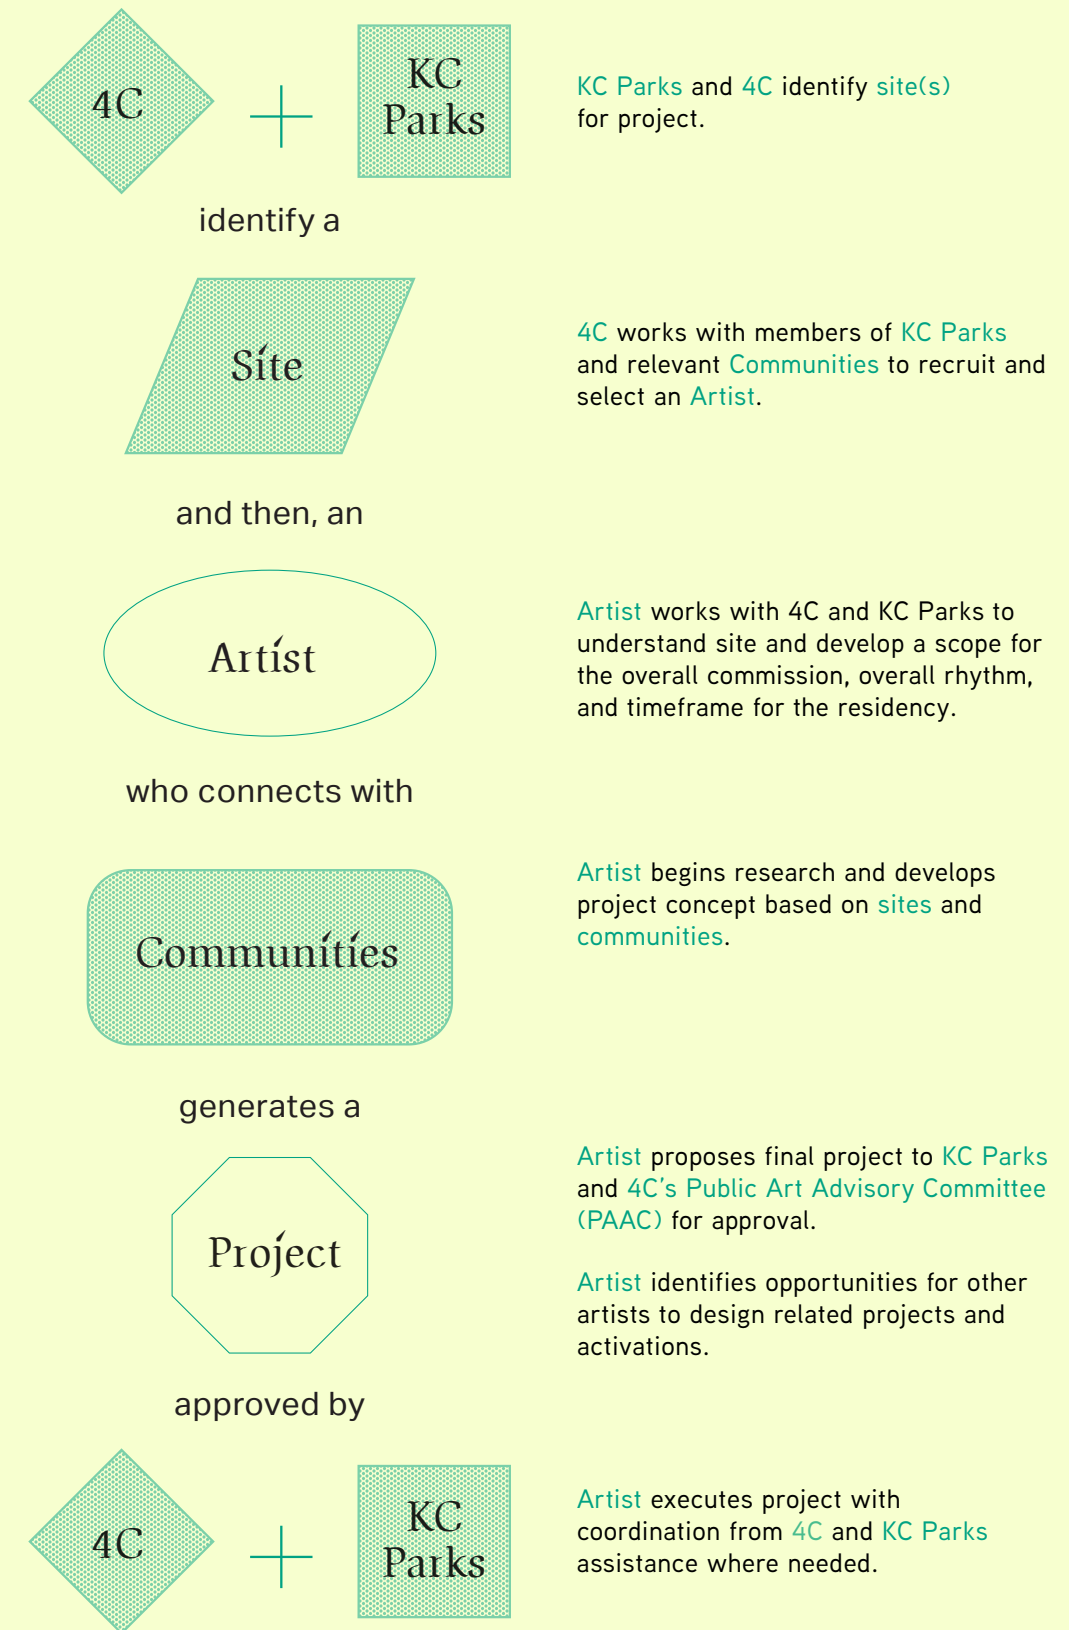 4C
KC
Parks
KC Parks and 4C identify site(s)
for project.
identify a
Site
4C works with members of KC Parks
and relevant Communities to recruit and
select an Artist.
and then, an
Artist
Artist works with 4C and KC Parks to
understand site and develop a scope for
the overall commission, overall rhythm,
and timeframe for the residency.
who connects with
Communities
Artist begins research and develops
project concept based on sites and
communities.
generates a
Project
Artist proposes final project to KC Parks
and 4C’s Public Art Advisory Committee
(PAAC) for approval.
Artist identifies opportunities for other
artists to design related projects and
activations.
approved by
4C
KC
Parks
Artist executes project with
coordination from 4C and KC Parks
assistance where needed.